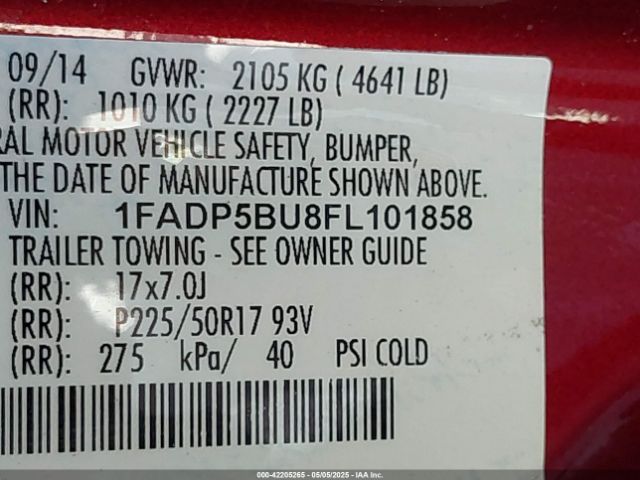 09/14 GVWR: 2105 KG ( 4641 LB)
(RR): 1010 KG ( 2227 LB)
RAL MOTOR VEHICLE SAFETY, BUMPER,
THE DATE OF MANUFACTURE SHOWN ABOVE.
VIN: 1FADP5BU8FL101858
TRAILER TOWING - SEE OWNER GUIDE
(RR): 17x7.0J
(RR): P225/50R17 93V
(RR): 275 kPa/ 40 PSI COLD
000-42205265 - 05/05/2025 - IAAI.COM